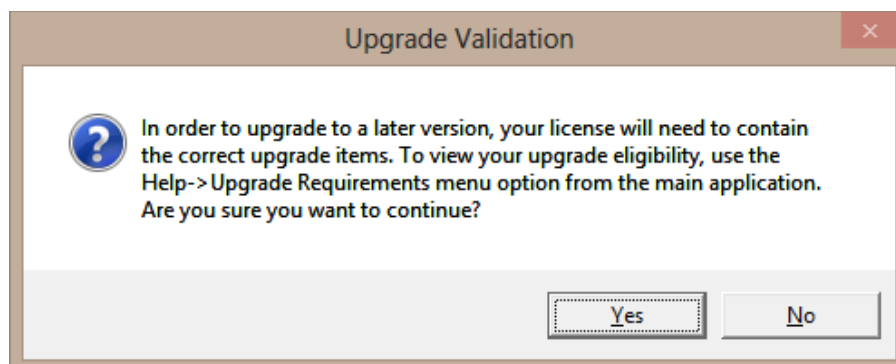 Upgrade Validation
In order to upgrade to a later version, your license will need to contain
the correct upgrade items. To view your upgrade eligibility, use the
Help->Upgrade Requirements menu option from the main application.
Are you sure you want to continue?
Yes
No